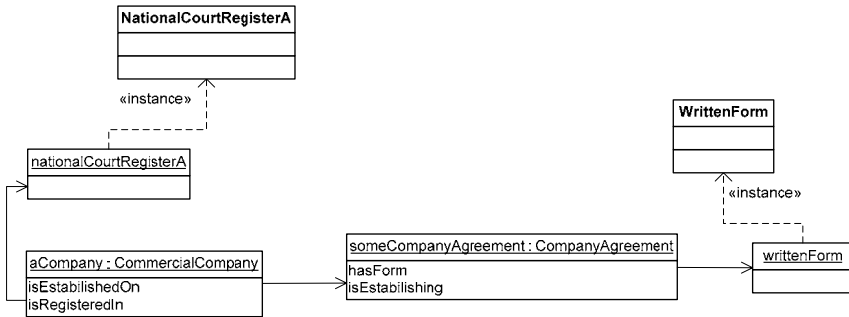 NationalCourtRegisterA
«instance»
nationalCourtRegisterA
WrittenForm
«instance»
aCompany : CommercialCompany
isEstabilishedOn
isRegisteredIn
someCompanyAgreement : CompanyAgreement
hasForm
isEstabilishing
writtenForm